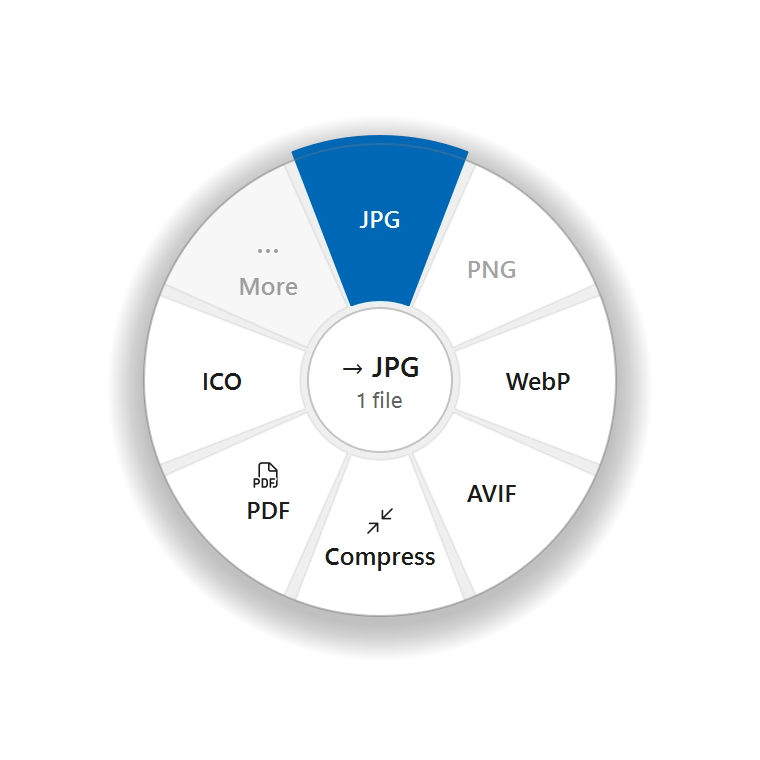 JPG
PNG
WebP
AVIF
Compress
PDF
PDF
ICO
...
More
→ JPG
1 file